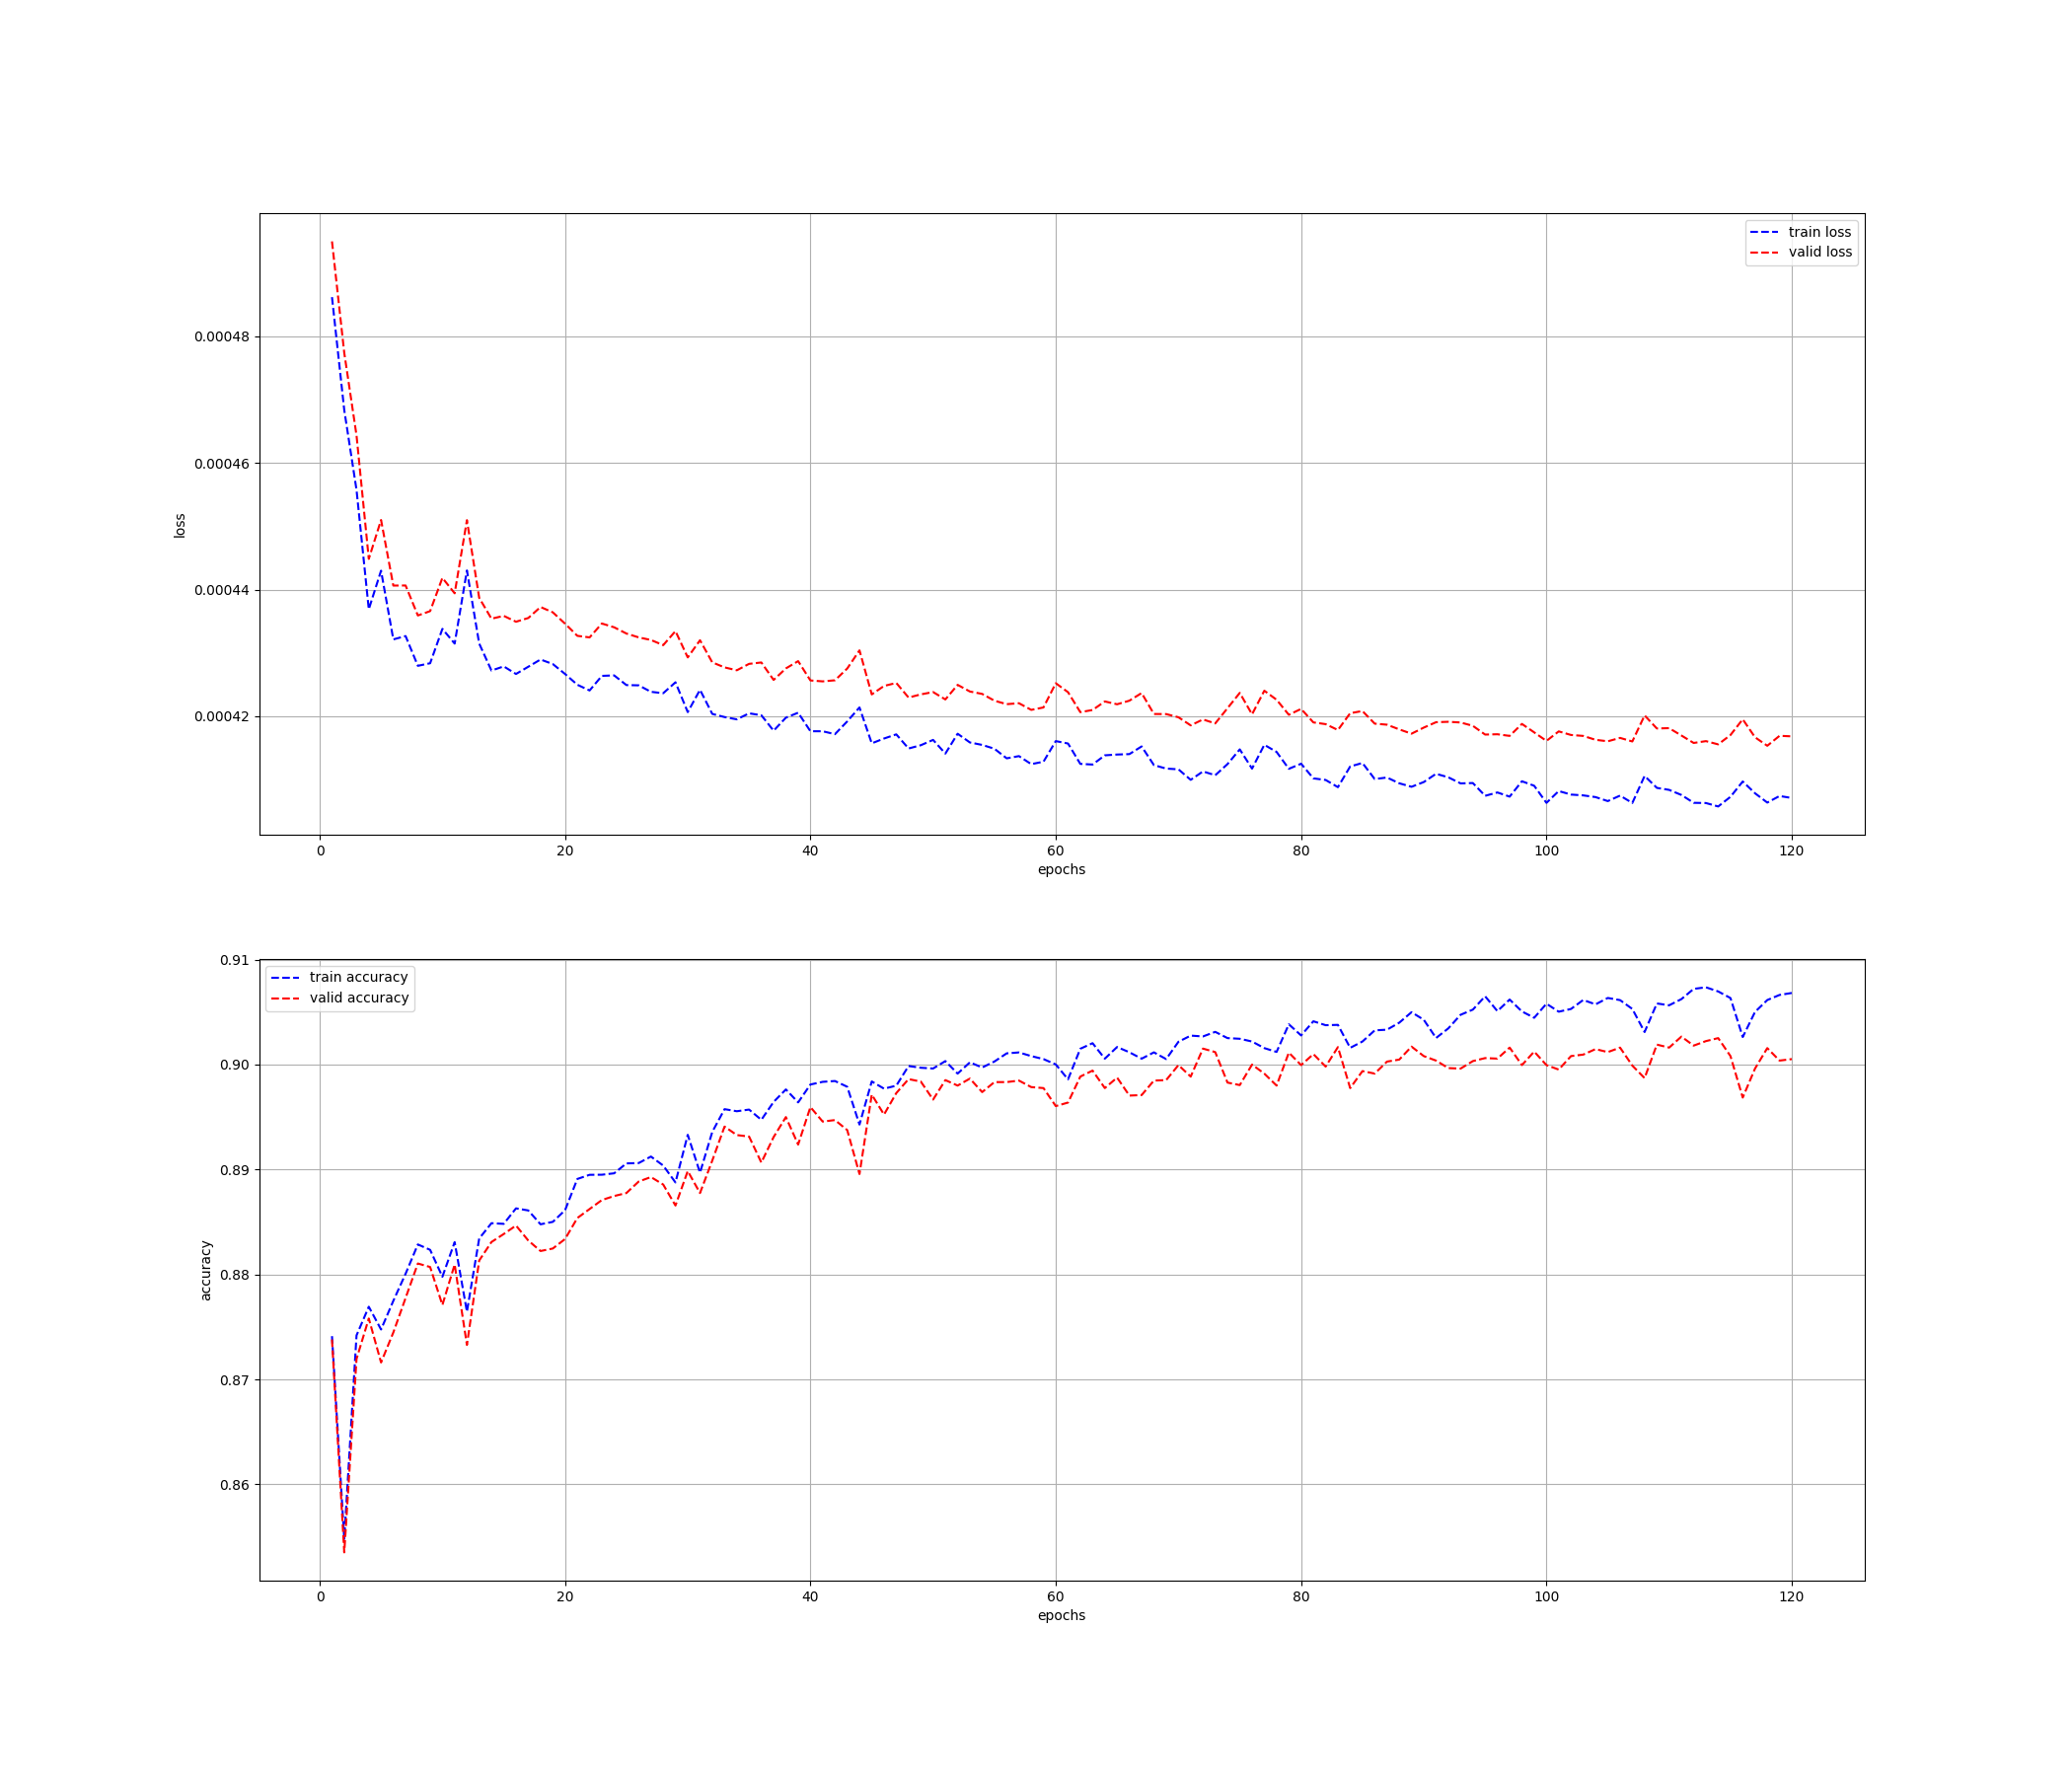 train loss
valid loss
0.00048
0.00046
0.00044
0.00042
loss
0 20 40 60 80 100 120
epochs
train accuracy
valid accuracy
0.91
0.90
0.89
0.88
0.87
0.86
accuracy
0 20 40 60 80 100 120
epochs